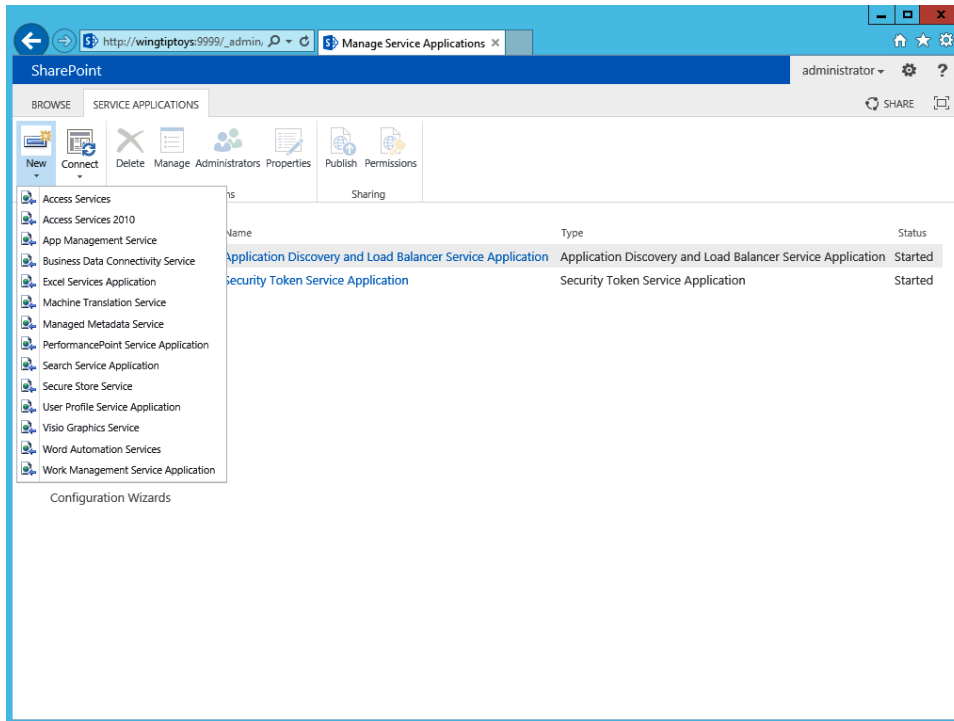 http://wingtiptoys:9999/_admin, Manage Service Applications
SharePoint administrator ?
BROWSE SERVICE APPLICATIONS SHARE
New Connect Delete Manage Administrators Properties Publish Permissions
Sharing
Access Services
Access Services 2010
App Management Service
Business Data Connectivity Service
Excel Services Application
Machine Translation Service
Managed Metadata Service
PerformancePoint Service Application
Search Service Application
Secure Store Service
User Profile Service Application
Visio Graphics Service
Word Automation Services
Work Management Service Application
Name Type Status
Application Discovery and Load Balancer Service Application Application Discovery and Load Balancer Service Application Started
Security Token Service Application Security Token Service Application Started
Configuration Wizards